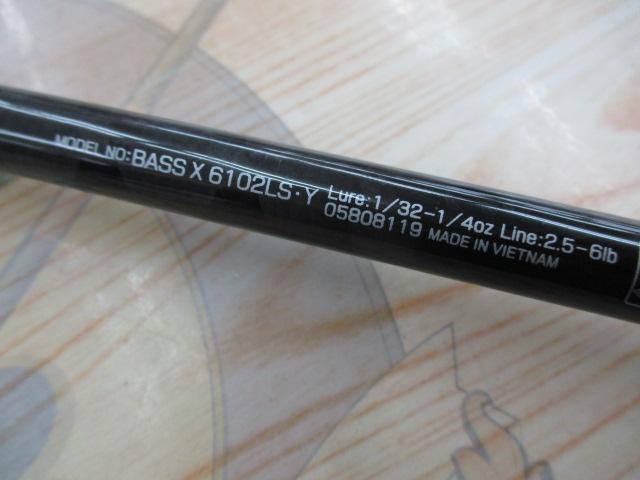 MODEL NO:BASS X 6102LS·Y Lure:1/32-1/4oz Line:2.5-6lb
05808119 MADE IN VIETNAM